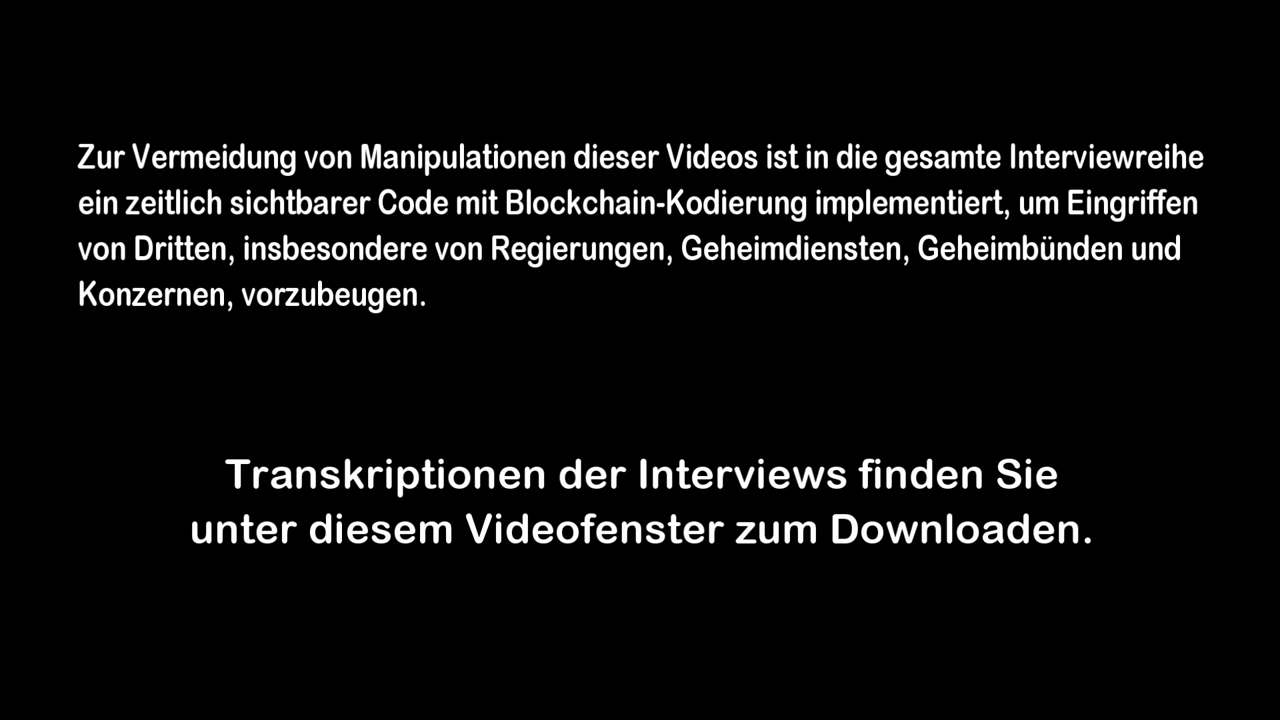 Zur Vermeidung von Manipulationen dieser Videos ist in die gesamte Interviewreihe
ein zeitlich sichtbarer Code mit Blockchain-Kodierung implementiert, um Eingriffen
von Dritten, insbesondere von Regierungen, Geheimdiensten, Geheimbünden und
Konzernen, vorzubeugen.
Transkriptionen der Interviews finden Sie
unter diesem Videofenster zum Downloaden.